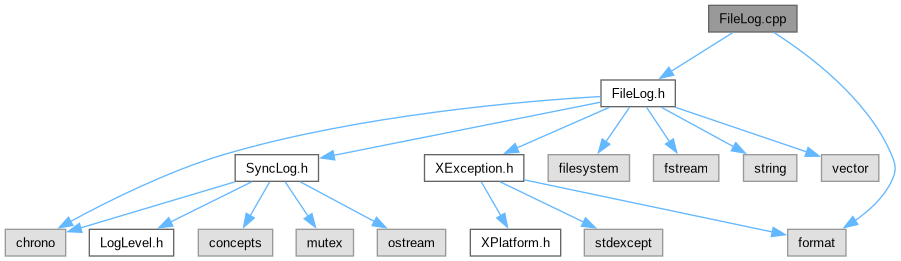 FileLog.cpp
FileLog.h
SyncLog.h
XException.h
filesystem
fstream
string
vector
chrono
LogLevel.h
concepts
mutex
ostream
XPlatform.h
stdexcept
format